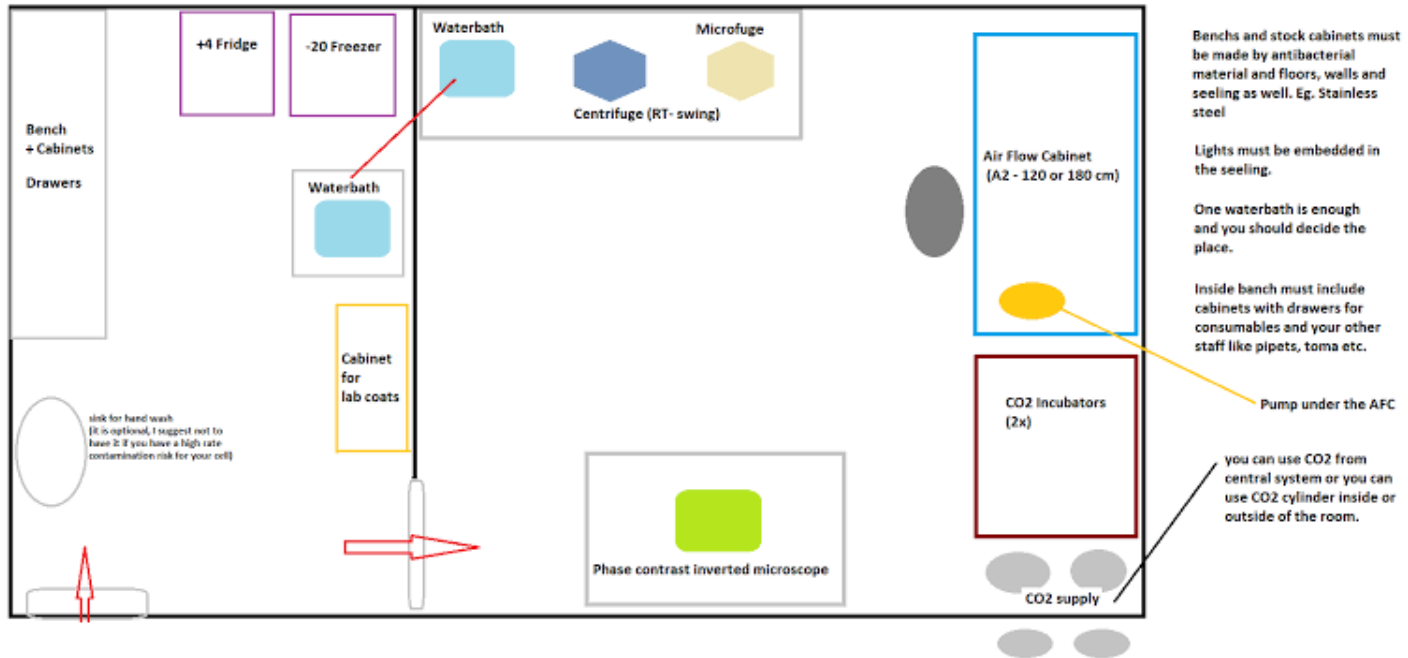 +4 Fridge
-20 Freezer
Waterbath
Microfuge
Centrifuge (RT- swing)
Bench
+ Cabinets
Drawers
Waterbath
Cabinet
for
lab coats
sink for hand wash
(it is optional, I suggest not to
have it if you have a high rate
contamination risk for your cell)
Air Flow Cabinet
(A2 - 120 or 180 cm)
CO2 Incubators
(2x)
Phase contrast inverted microscope
CO2 supply
Benchs and stock cabinets must
be made by antibacterial
material and floors, walls and
seeling as well. Eg. Stainless
steel
Lights must be embedded in
the seeling.
One waterbath is enough
and you should decide the
place.
Inside banch must include
cabinets with drawers for
consumables and your other
staff like pipets, toma etc.
Pump under the AFC
you can use CO2 from
central system or you can
use CO2 cylinder inside or
outside of the room.